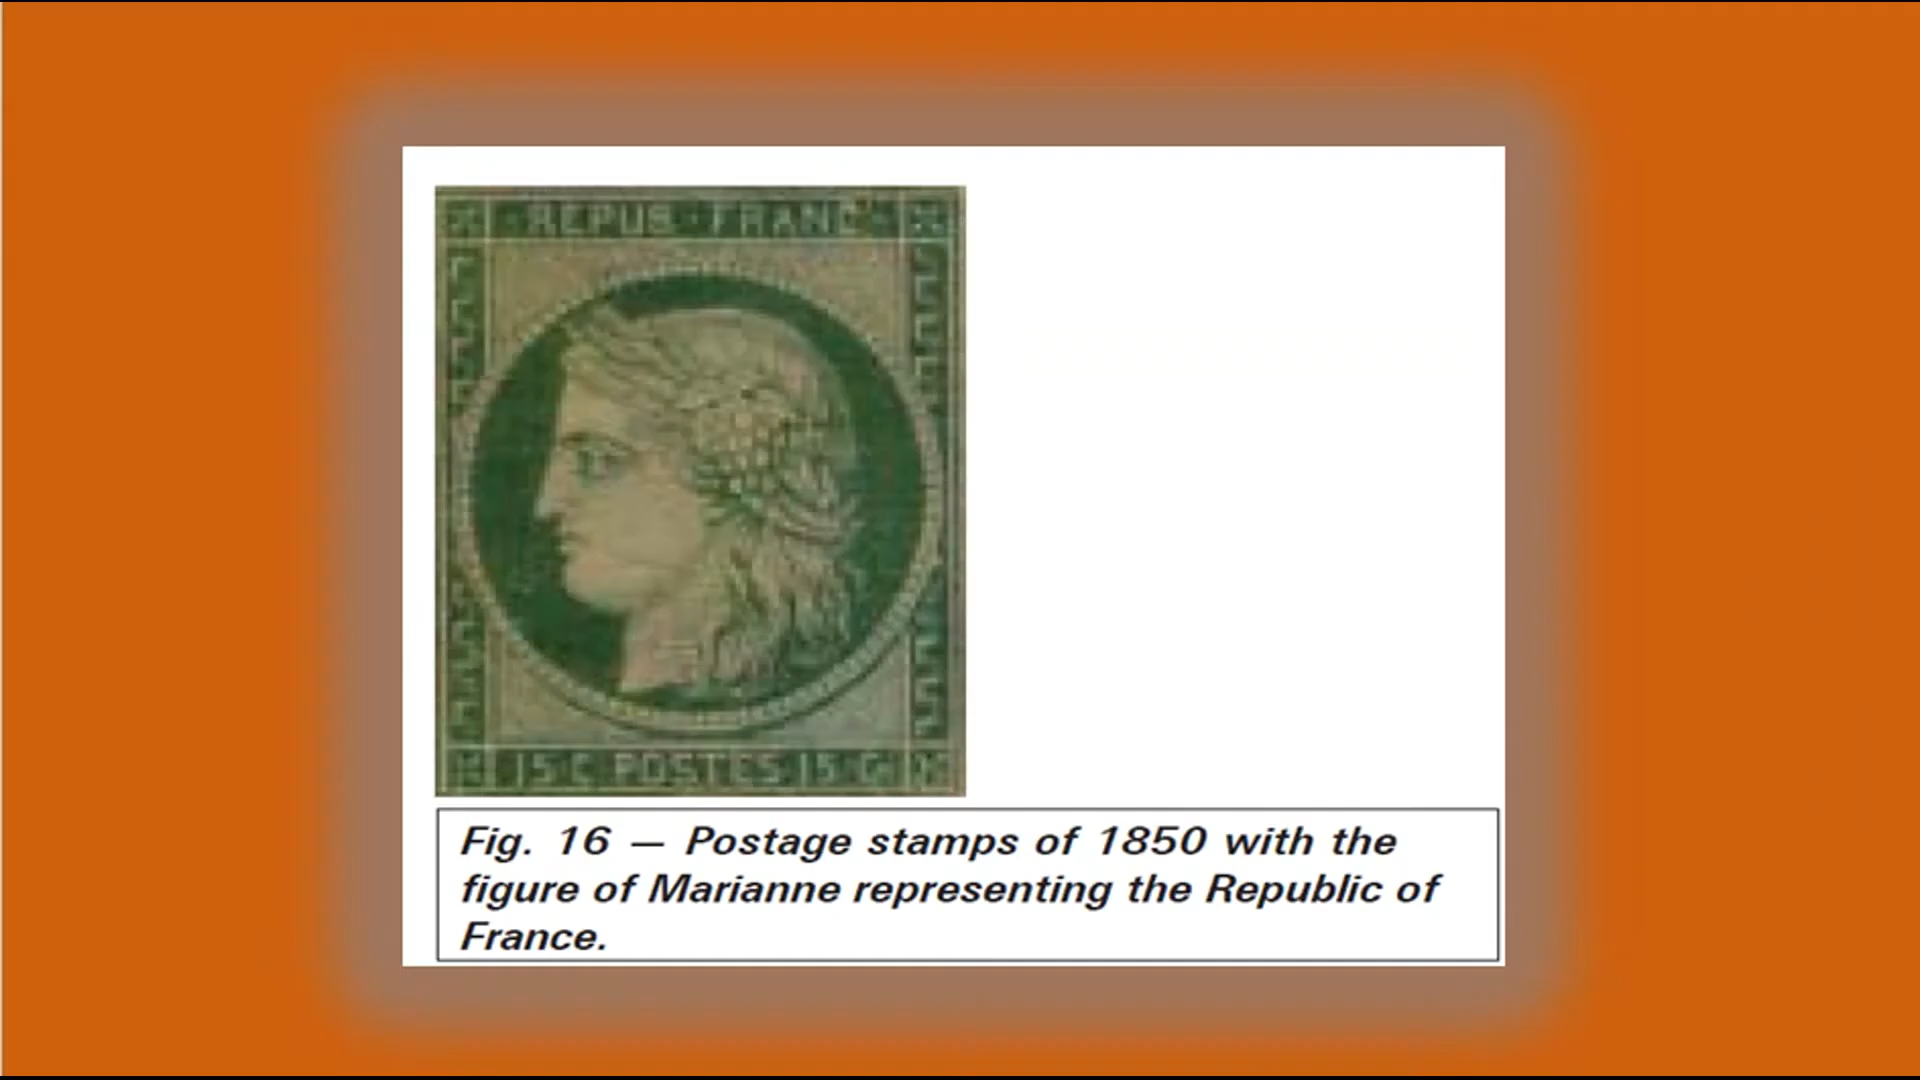 REPUB FRANC
15 C POSTES 15 C
Fig. 16 — Postage stamps of 1850 with the
figure of Marianne representing the Republic of
France.